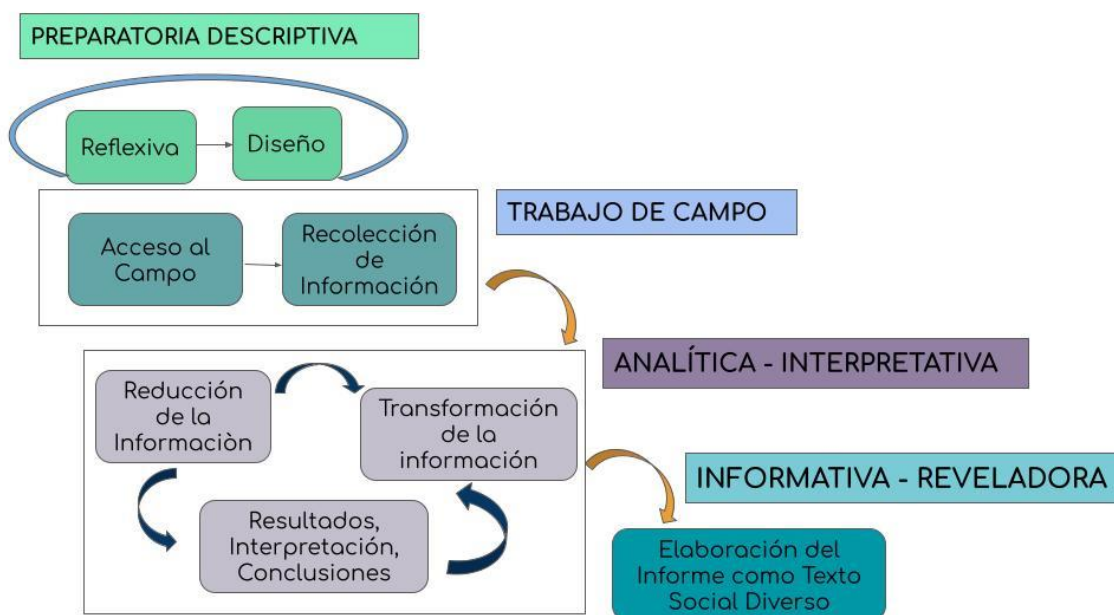 PREPARATORIA DESCRIPTIVA
Reflexiva
Diseño
TRABAJO DE CAMPO
Acceso al
Campo
Recolección
de
Información
ANALÍTICA - INTERPRETATIVA
Reducción
de la
Informaciòn
Transformación
de la
información
Resultados,
Interpretación,
Conclusiones
INFORMATIVA - REVELADORA
Elaboración del
Informe como Texto
Social Diverso